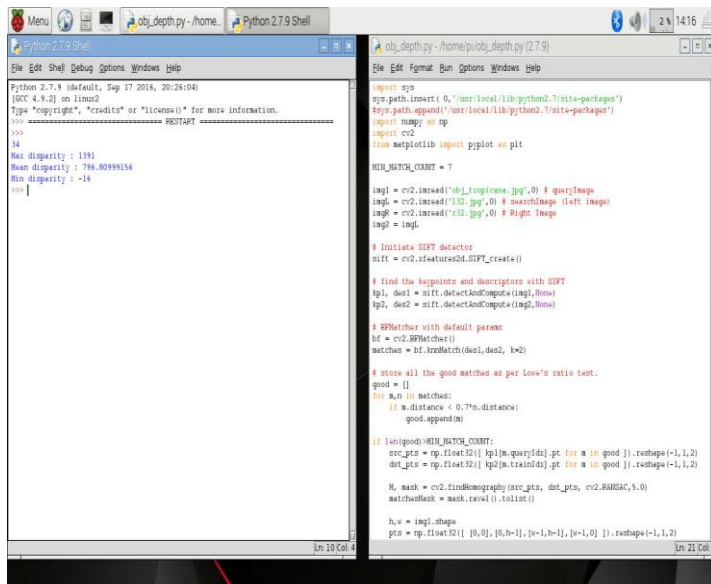 Menu
obj_depth.py - /home...
Python 2.7.9 Shell
2 %
14:16
Python 2.7.9 Shell
File Edit Shell Debug Options Windows Help
Python 2.7.9 (default, Sep 17 2016, 20:26:04)
[GCC 4.9.2] on linux2
Type "copyright", "credits" or "license()" for more information.
>>> ================================ RESTART ================================
>>>
34
Max disparity : 1391
Mean disparity : 796.80999156
Min disparity : -16
>>>
Ln: 10 Col: 4
obj_depth.py - /home/pi/obj_depth.py (2.7.9)
File Edit Format Run Options Windows Help
import sys
sys.path.insert( 0,'/usr/local/lib/python2.7/site-packages')
#sys.path.append('/usr/local/lib/python2.7/site-packages')
import numpy as np
import cv2
from matplotlib import pyplot as plt
MIN_MATCH_COUNT = 7
img1 = cv2.imread('obj_tropicana.jpg',0) # queryImage
imgL = cv2.imread('l32.jpg',0) # searchImage (left image)
imgR = cv2.imread('r32.jpg',0) # Right Image
img2 = imgL
# Initiate SIFT detector
sift = cv2.xfeatures2d.SIFT_create()
# find the keypoints and descriptors with SIFT
kp1, des1 = sift.detectAndCompute(img1,None)
kp2, des2 = sift.detectAndCompute(img2,None)
# BFMatcher with default params
bf = cv2.BFMatcher()
matches = bf.knnMatch(des1,des2, k=2)
# store all the good matches as per Lowe's ratio test.
good = []
for m,n in matches:
if m.distance < 0.7*n.distance:
good.append(m)
if len(good)>MIN_MATCH_COUNT:
src_pts = np.float32([ kp1[m.queryIdx].pt for m in good ]).reshape(-1,1,2)
dst_pts = np.float32([ kp2[m.trainIdx].pt for m in good ]).reshape(-1,1,2)
M, mask = cv2.findHomography(src_pts, dst_pts, cv2.RANSAC,5.0)
matchesMask = mask.ravel().tolist()
h,w = img1.shape
pts = np.float32([ [0,0],[0,h-1],[w-1,h-1],[w-1,0] ]).reshape(-1,1,2)
Ln: 21 Col: